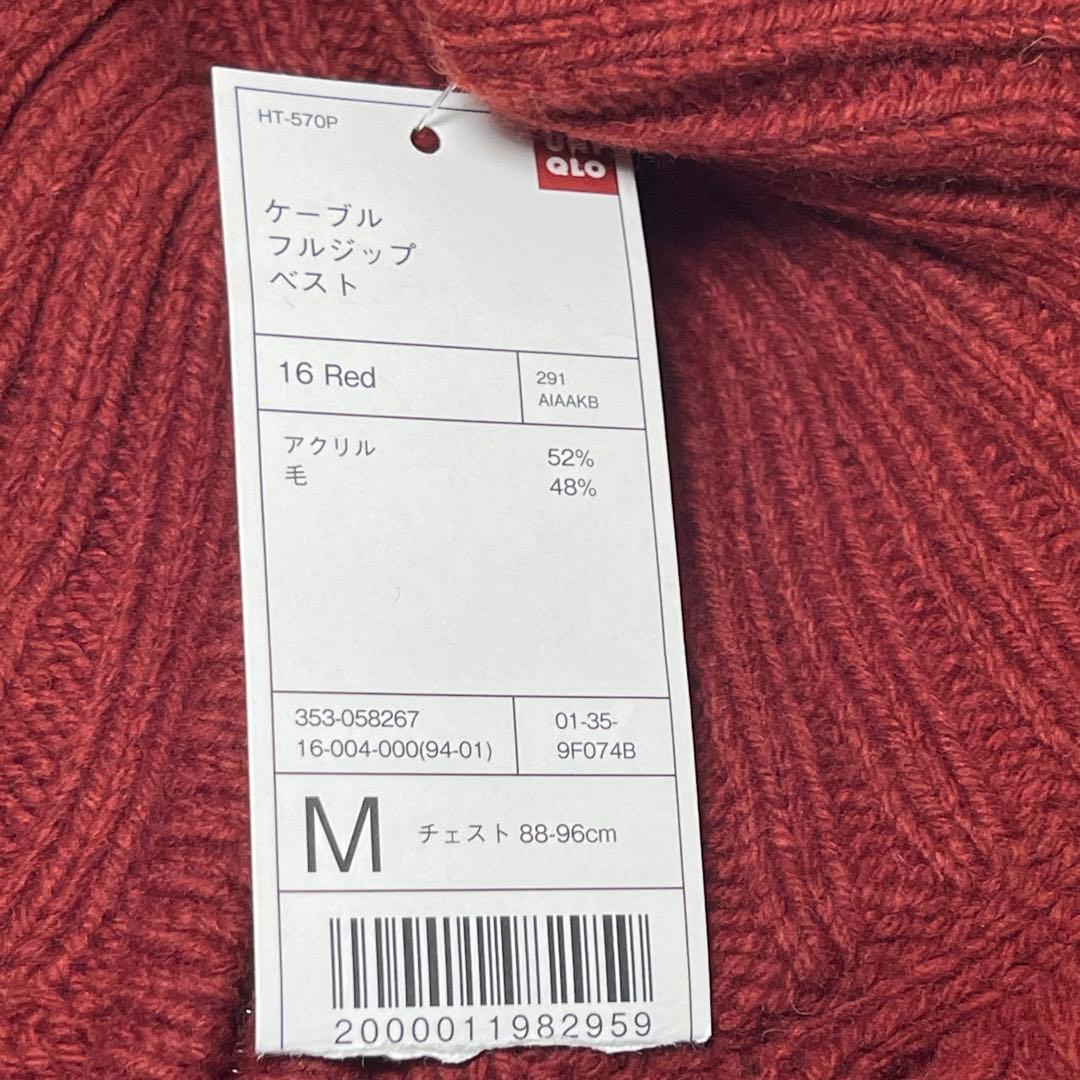 HT-570P
QLO
ケーブル
フルジップ
ベスト
16 Red
291
AIAAKB
アクリル 52%
毛 48%
353-058267
16-004-000(94-01)
01-35-
9F074B
M チェスト 88-96cm
2000011982959